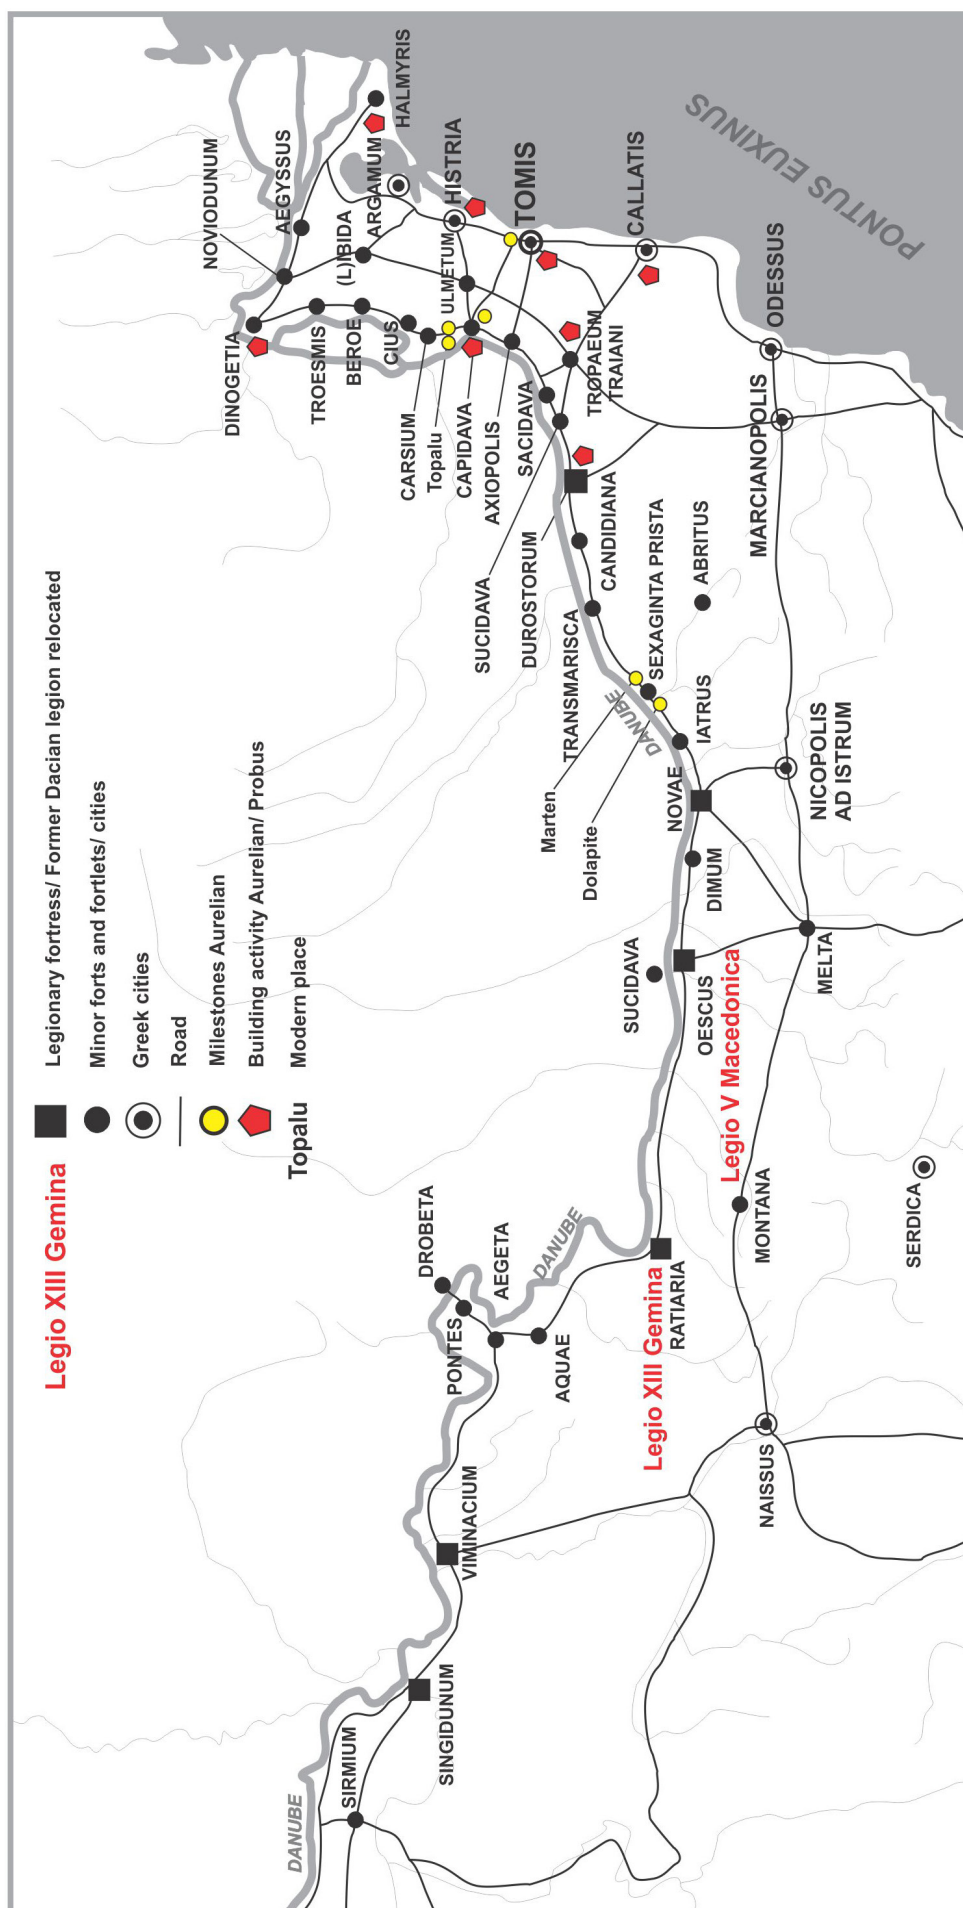 Legio XIII Gemina
Legionary fortress/ Former Dacian legion relocated
Minor forts and fortlets/ cities
Greek cities
Road
Milestones Aurelian
Building activity Aurelian/ Probus
Topalu
Modern place
DANUBE
SIRMIUM
SINGIDUNUM
VIMINACIUM
PONTES
DROBETA
AEGETA
AQUAE
DANUBE
Legio XIII Gemina
RATIARIA
NAISSUS
MONTANA
SERDICA
SUCIDAVA
OESCUS
Legio V Macedonica
MELTA
DIMUM
NOVAE
NICOPOLIS
AD ISTRUM
IATRUS
DANUBE
Marten
Dolapite
SEXAGINTA PRISTA
TRANSMARISCA
ABRITUS
CANDIDIANA
DUROSTORUM
SUCIDAVA
SACIDAVA
AXIOPOLIS
CAPIDAVA
Topalu
CARSIUM
CIUS
BEROE
TROESMIS
DINOGETIA
NOVIODUNUM
AEGYSSUS
HALMYRIS
(L)IBIDA
ARGAMUM
ULMETUM
HISTRIA
TOMIS
TROPAEUM
TRAIANI
CALLATIS
MARCIANOPOLIS
ODESSUS
PONTUS EUXINUS